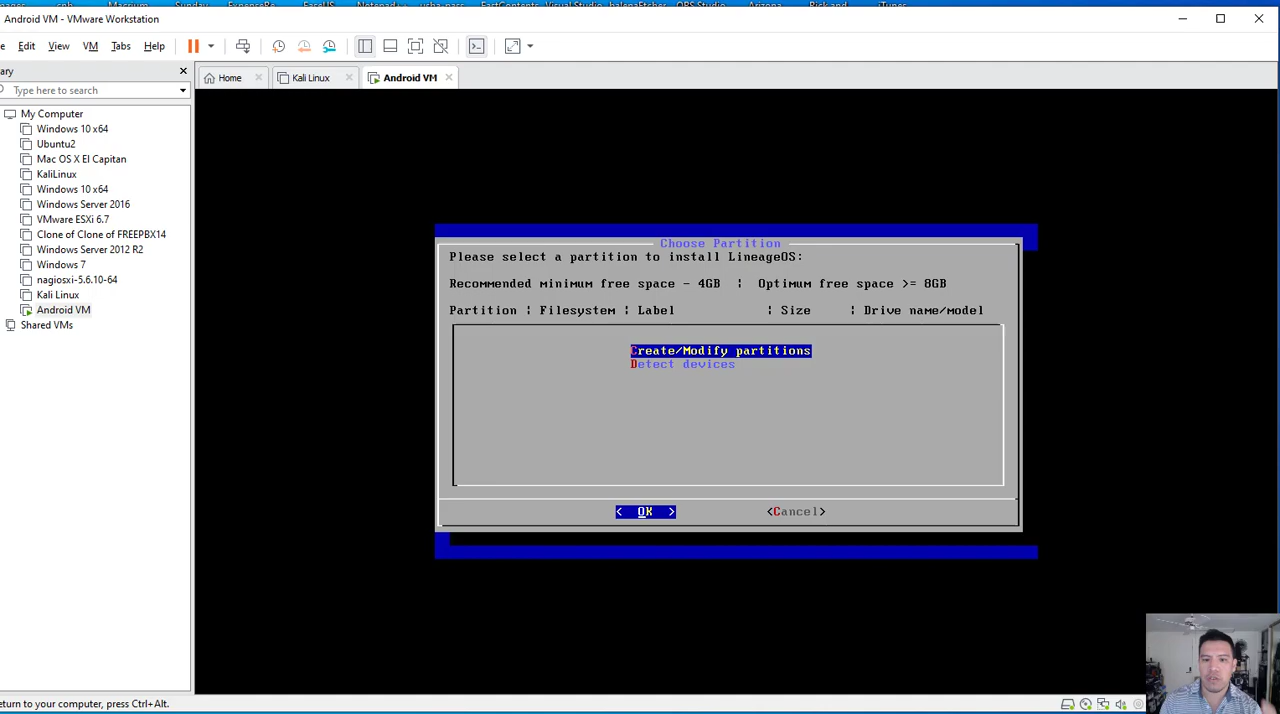 Android VM - VMware Workstation
Edit View VM Tabs Help
Type here to search
Home
Kali Linux
Android VM
My Computer
Windows 10 x64
Ubuntu2
Mac OS X El Capitan
KaliLinux
Windows 10 x64
Windows Server 2016
VMware ESXi 6.7
Clone of Clone of FREEPBX14
Windows Server 2012 R2
Windows 7
nagiosxi-5.6.10-64
Kali Linux
Android VM
Shared VMs
Choose Partition
Please select a partition to install LineageOS:
Recommended minimum free space - 4GB ¦ Optimum free space >= 8GB
Partition ¦ Filesystem ¦ Label ¦ Size ¦ Drive name/model
Create/Modify partitions
Detect devices
< OK > <Cancel>
eturn to your computer, press Ctrl+Alt.